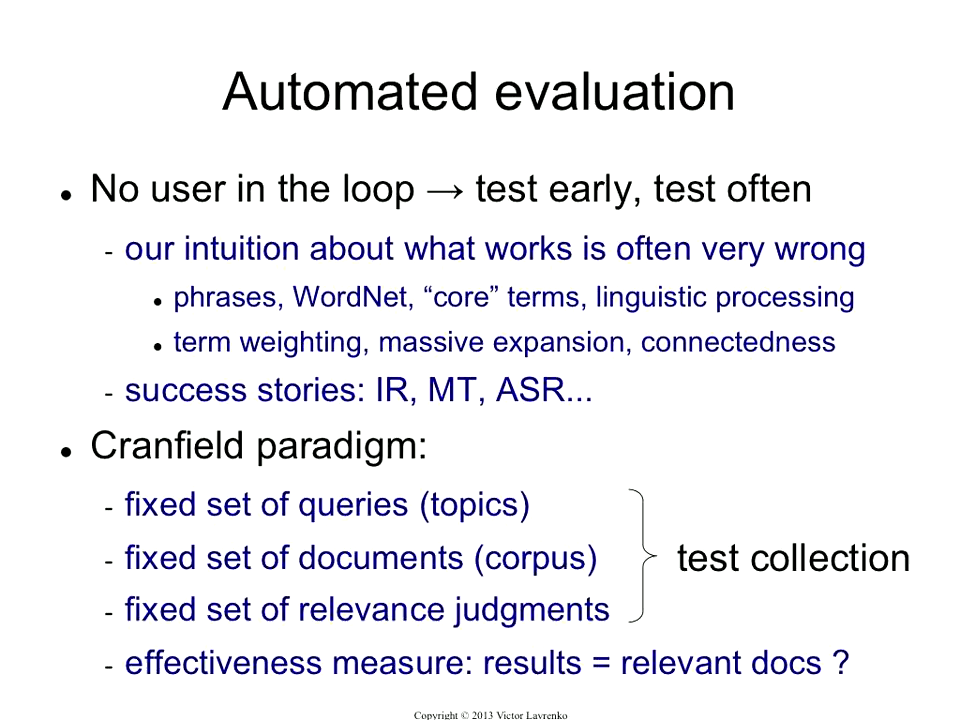 Automated evaluation
● No user in the loop → test early, test often
- our intuition about what works is often very wrong
● phrases, WordNet, “core” terms, linguistic processing
● term weighting, massive expansion, connectedness
- success stories: IR, MT, ASR...
● Cranfield paradigm:
- fixed set of queries (topics)
- fixed set of documents (corpus)
test collection
- fixed set of relevance judgments
- effectiveness measure: results = relevant docs ?
Copyright © 2013 Victor Lavrenko